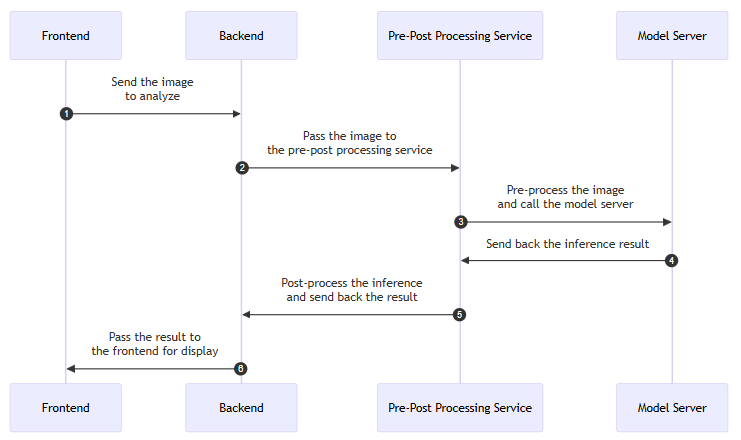 Frontend
Backend
Pre-Post Processing Service
Model Server
Send the image
to analyze
1
Pass the image to
the pre-post processing service
2
Pre-process the image
and call the model server
3
Send back the inference result
4
Post-process the inference
and send back the result
5
Pass the result to
the frontend for display
6
Frontend
Backend
Pre-Post Processing Service
Model Server